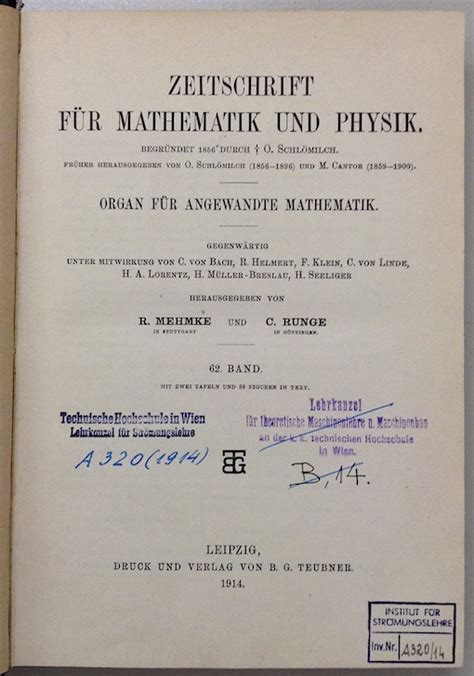 ZEITSCHRIFT
FÜR MATHEMATIK UND PHYSIK.
BEGRÜNDET 1856 DURCH † O. SCHLÖMILCH.
FRÜHER HERAUSGEGEBEN VON O. SCHLÖMILCH (1856–1896) UND M. CANTOR (1859–1900).
ORGAN FÜR ANGEWANDTE MATHEMATIK.
GEGENWÄRTIG
UNTER MITWIRKUNG VON C. VON BACH, R. HELMERT, F. KLEIN, C. VON LINDE,
H. A. LORENTZ, H. MÜLLER-BRESLAU, H. SEELIGER
HERAUSGEGEBEN VON
R. MEHMKE UND C. RUNGE
IN STUTTGART IN GÖTTINGEN.
62. BAND.
MIT ZWEI TAFELN UND 88 FIGUREN IM TEXT.
Technische Hochschule in Wien
Lehrkanzel für Strömungslehre
A 320 (1914)
Lehrkanzel
für theoretische Maschinenlehre u. Maschinenbau
an der k. k. technischen Hochschule
in Wien.
B, 14.
BTG
LEIPZIG,
DRUCK UND VERLAG VON B. G. TEUBNER.
1914.
INSTITUT FÜR
STRÖMUNGSLEHRE
Inv.Nr. A320/14